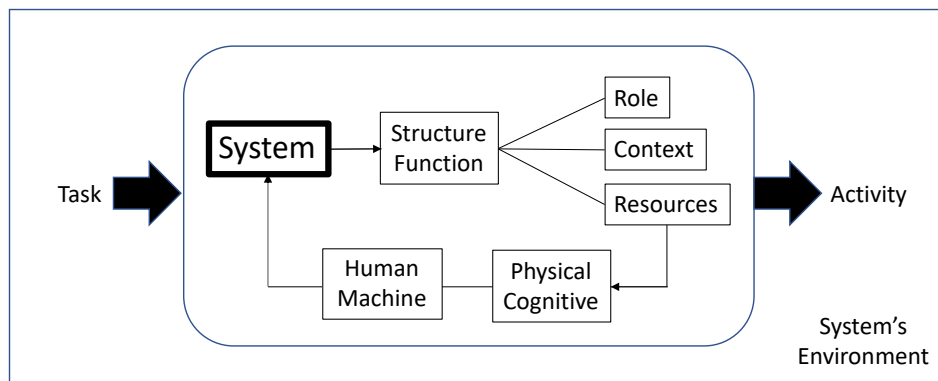 Role
System
Structure
Function
Context
Task
Resources
Activity
Human
Machine
Physical
Cognitive
System's
Environment